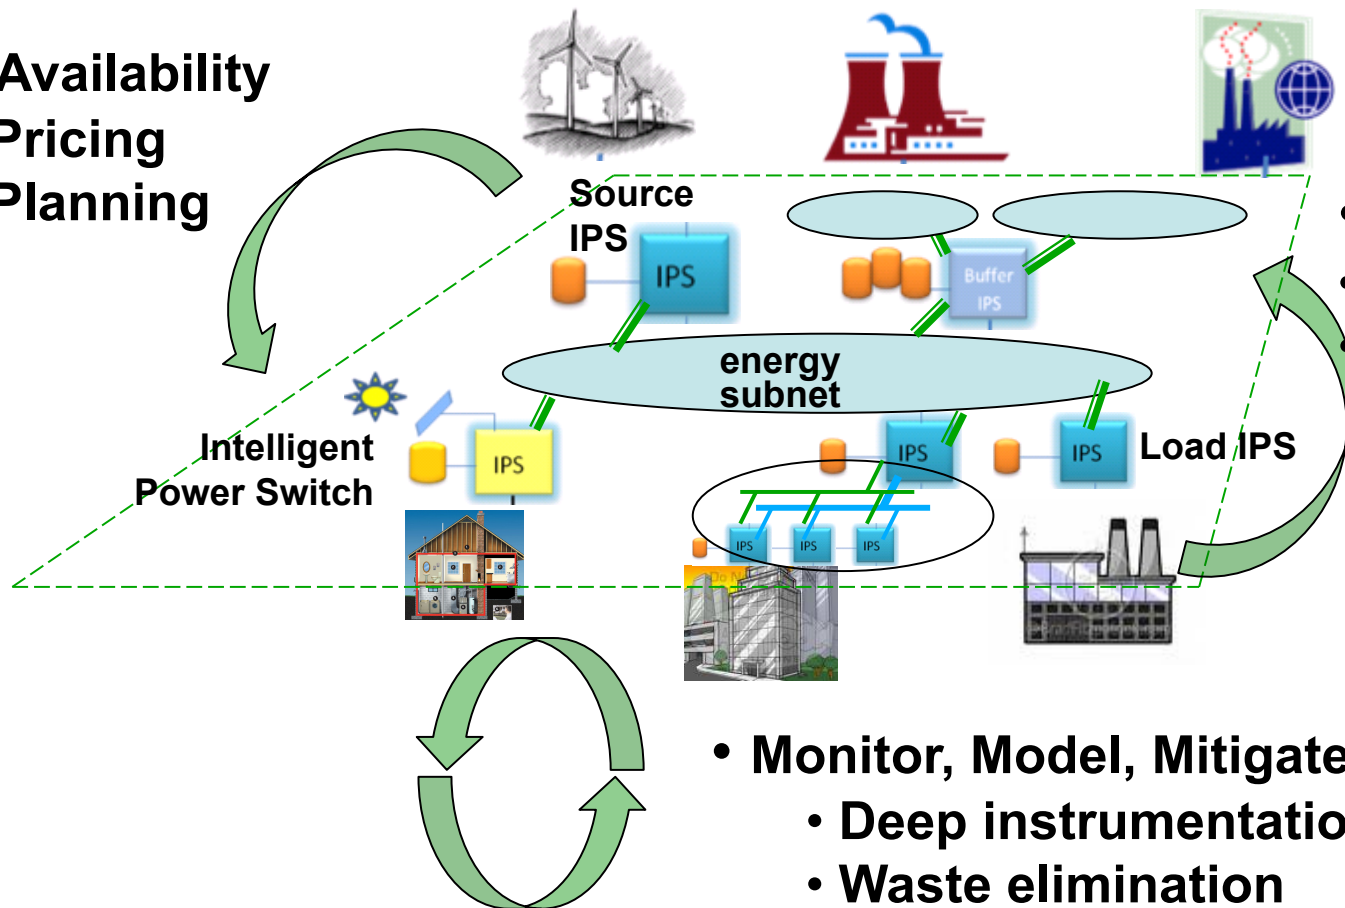 Availability
Pricing
Planning
Source
IPS
IPS
Buffer
IPS
•
•
•
energy
subnet
Intelligent
Power Switch
IPS
IPS
IPS
Load IPS
IPS
IPS
IPS
• Monitor, Model, Mitigate
• Deep instrumentatio
• Waste elimination